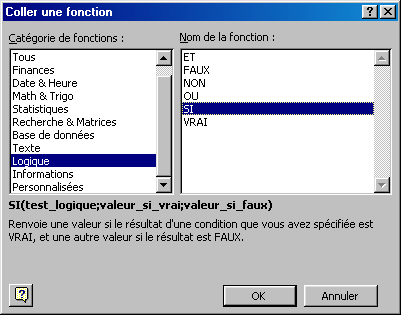 Coller une fonction
Catégorie de fonctions :
Nom de la fonction :
Tous
Finances
Date & Heure
Math & Trigo
Statistiques
Recherche & Matrices
Base de données
Texte
Logique
Informations
Personnalisées
ET
FAUX
NON
OU
SI
VRAI
SI(test_logique;valeur_si_vrai;valeur_si_faux)
Renvoie une valeur si le résultat d'une condition que vous avez spécifiée est
VRAI, et une autre valeur si le résultat est FAUX.
OK
Annuler